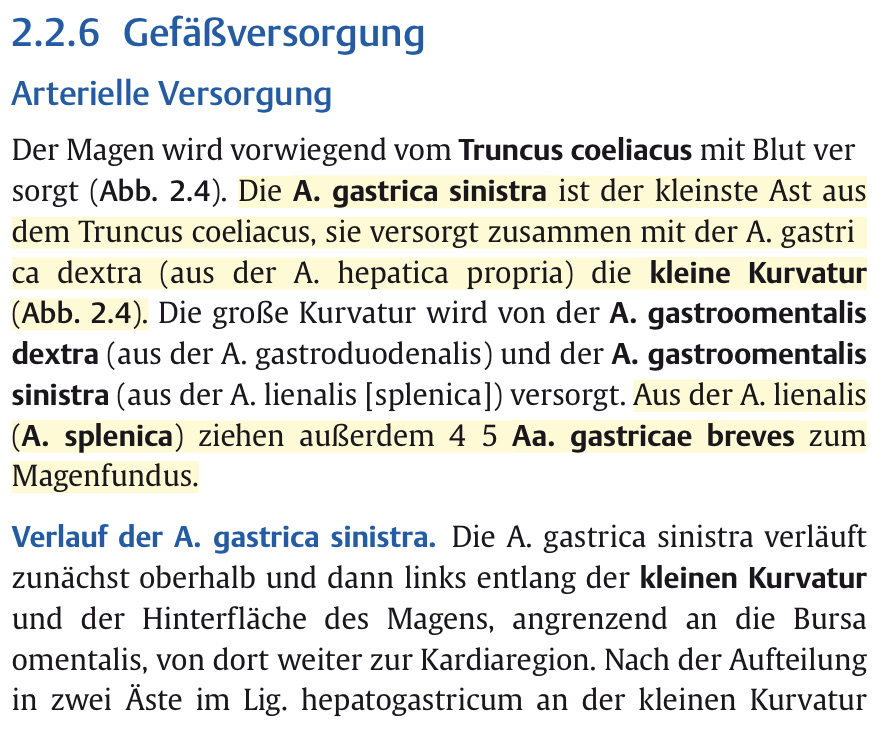 2.2.6 Gefäßversorgung
Arterielle Versorgung
Der Magen wird vorwiegend vom Truncus coeliacus mit Blut ver
sorgt (Abb. 2.4). Die A. gastrica sinistra ist der kleinste Ast aus
dem Truncus coeliacus, sie versorgt zusammen mit der A. gastri
ca dextra (aus der A. hepatica propria) die kleine Kurvatur
(Abb. 2.4). Die große Kurvatur wird von der A. gastroomentalis
dextra (aus der A. gastroduodenalis) und der A. gastroomentalis
sinistra (aus der A. lienalis [splenica]) versorgt. Aus der A. lienalis
(A. splenica) ziehen außerdem 4 5 Aa. gastricae breves zum
Magenfundus.
Verlauf der A. gastrica sinistra. Die A. gastrica sinistra verläuft
zunächst oberhalb und dann links entlang der kleinen Kurvatur
und der Hinterfläche des Magens, angrenzend an die Bursa
omentalis, von dort weiter zur Kardiaregion. Nach der Aufteilung
in zwei Äste im Lig. hepatogastricum an der kleinen Kurvatur